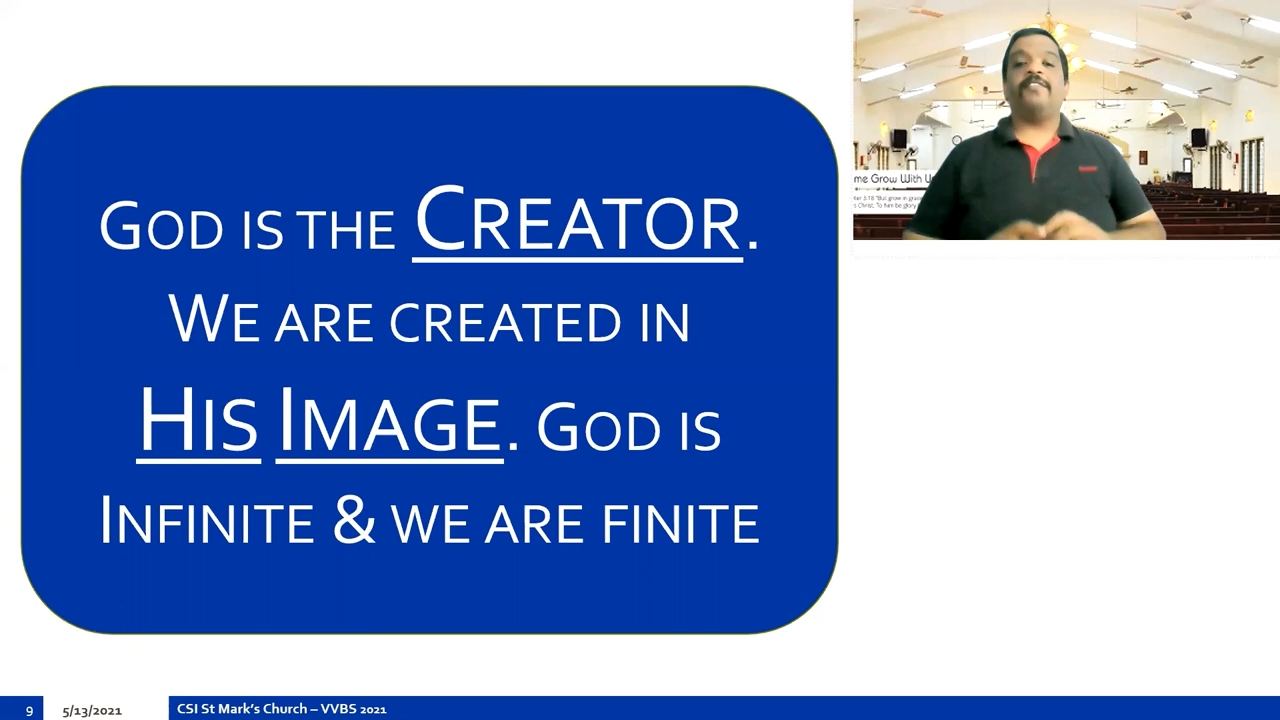 God is the Creator.
We are created in
His Image. God is
Infinite & we are finite
me Grow With U
9
5/13/2021
CSI St Mark's Church – VVBS 2021